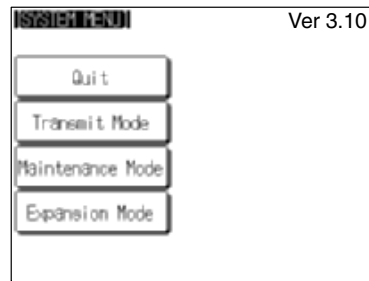 [SYSTEM MENU]
Ver 3.10
Quit
Transmit Mode
Maintenance Mode
Expansion Mode